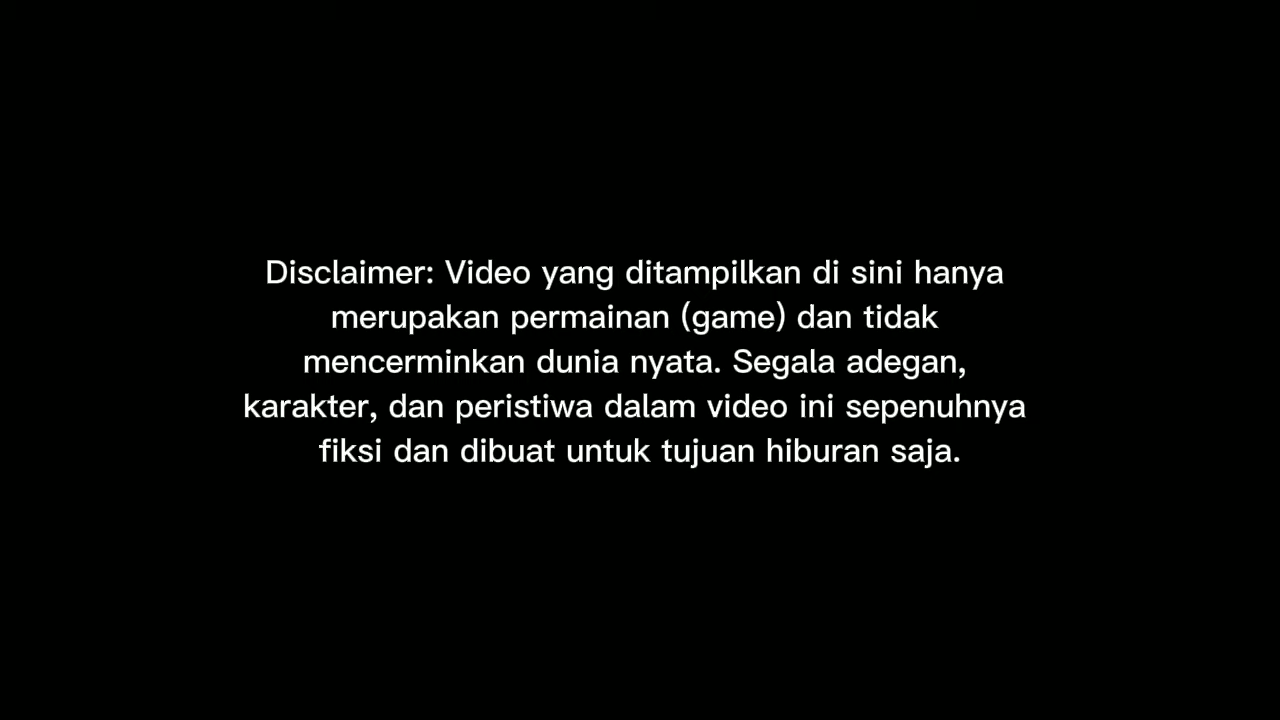 Disclaimer: Video yang ditampilkan di sini hanya
merupakan permainan (game) dan tidak
mencerminkan dunia nyata. Segala adegan,
karakter, dan peristiwa dalam video ini sepenuhnya
fiksi dan dibuat untuk tujuan hiburan saja.